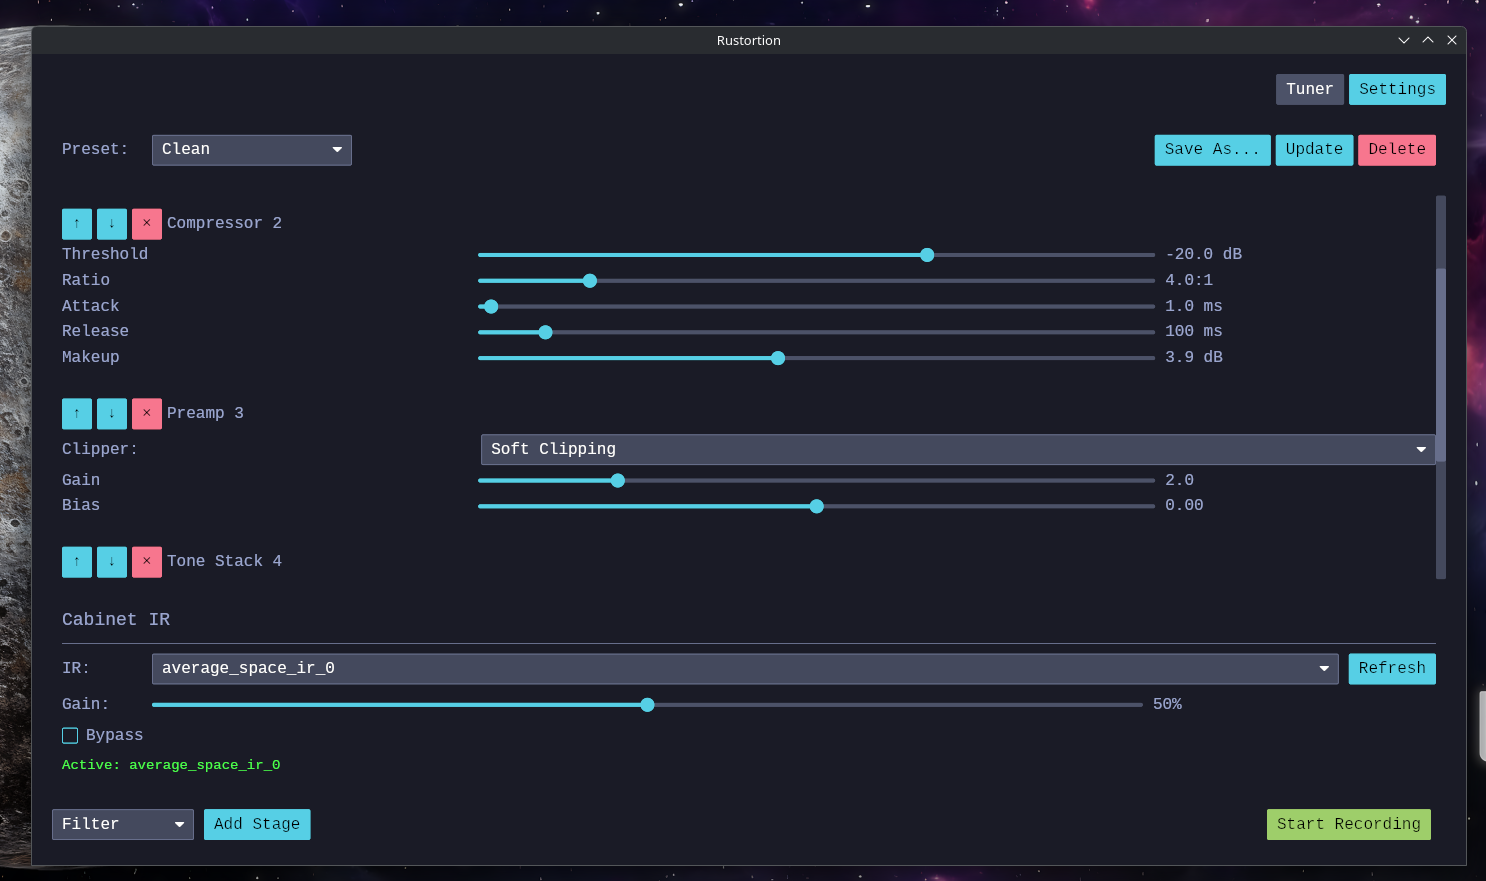 Rustortion
Tuner Settings
Preset: Clean Save As... Update Delete
↑ ↓ × Compressor 2
Threshold -20.0 dB
Ratio 4.0:1
Attack 1.0 ms
Release 100 ms
Makeup 3.9 dB
↑ ↓ × Preamp 3
Clipper: Soft Clipping
Gain 2.0
Bias 0.00
↑ ↓ × Tone Stack 4
Cabinet IR
IR: average_space_ir_0 Refresh
Gain: 50%
Bypass
Active: average_space_ir_0
Filter Add Stage Start Recording